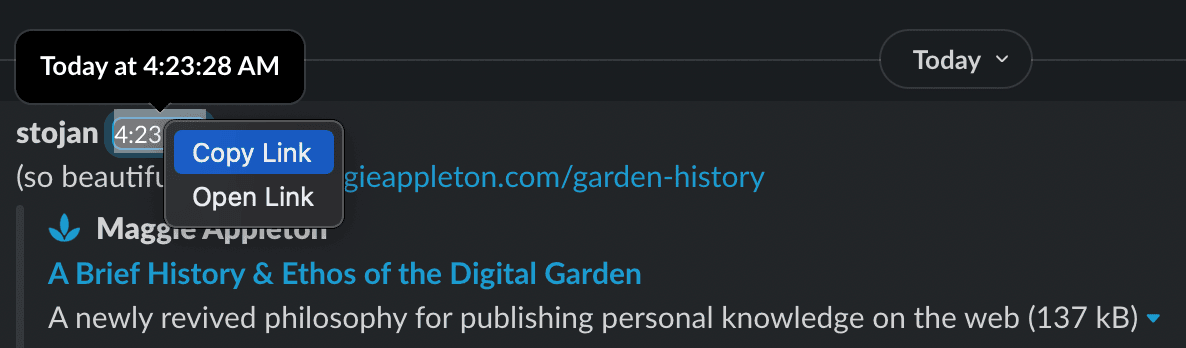 Today at 4:23:28 AM
Today
stojan 4:23
Copy Link
(so beautifu gieappleton.com/garden-history
Open Link
Maggie Appleton
A Brief History & Ethos of the Digital Garden
A newly revived philosophy for publishing personal knowledge on the web (137 kB)